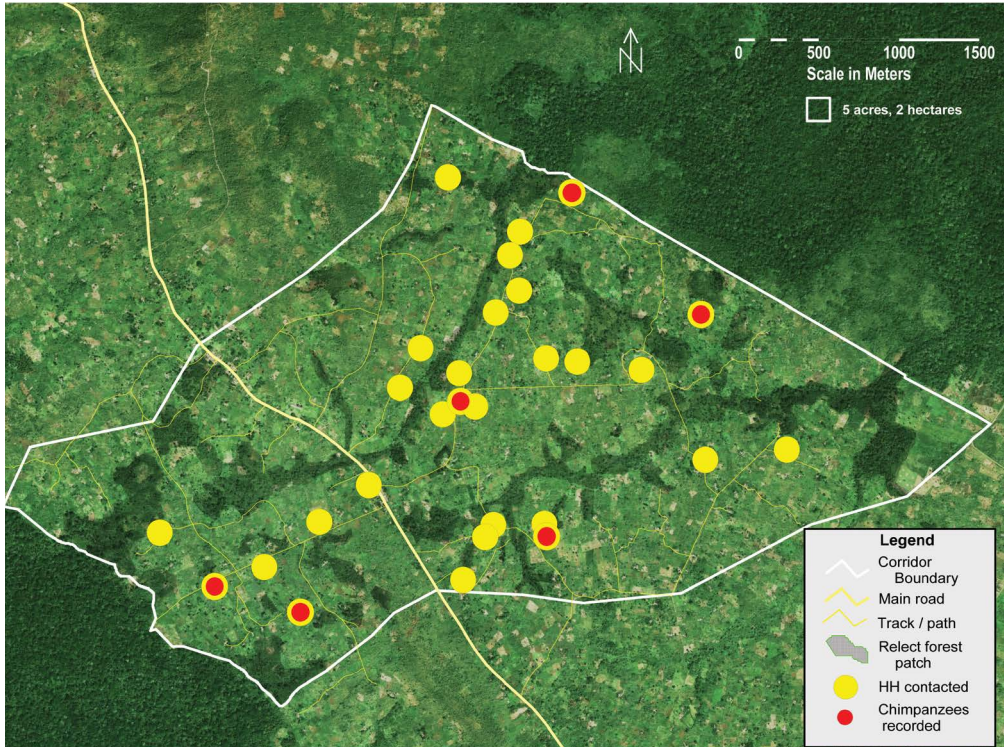 N
0 500 1000 1500
Scale in Meters
5 acres, 2 hectares
Legend
Corridor
Boundary
Main road
Track / path
Relect forest
patch
HH contacted
Chimpanzees
recorded